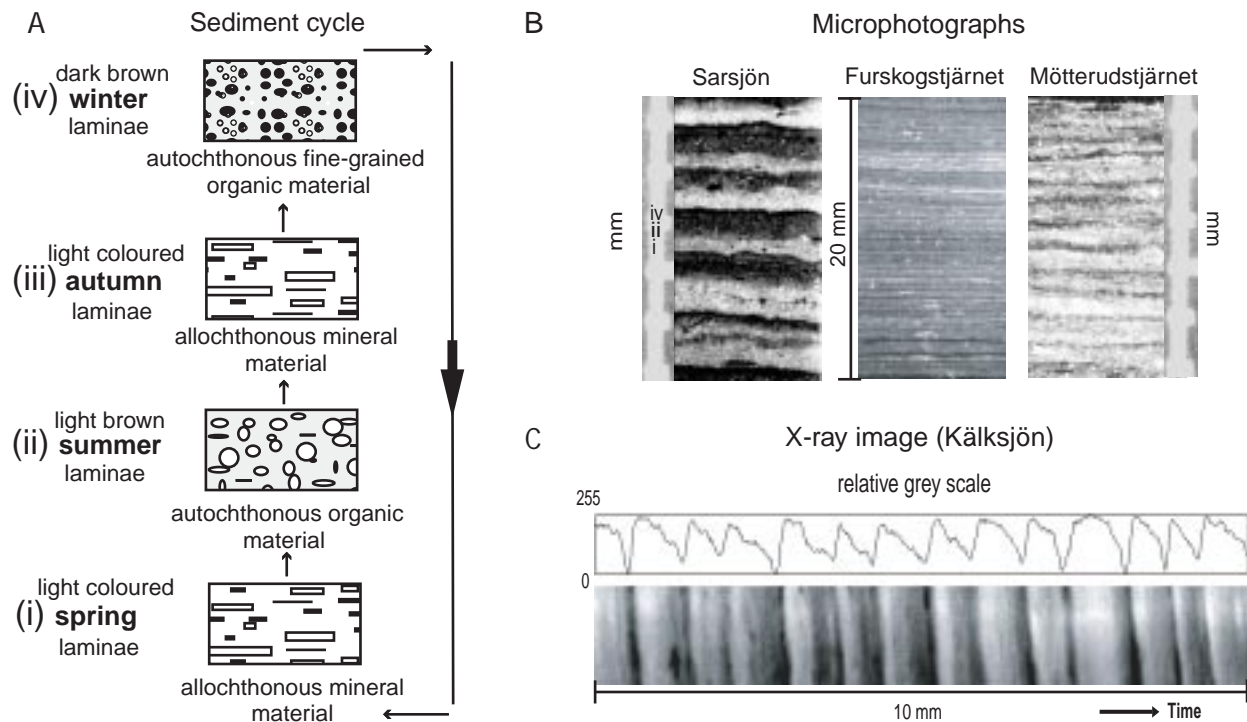 A
Sediment cycle
dark brown
(iv) winter
laminae
autochthonous fine-grained
organic material
light coloured
(iii) autumn
laminae
allochthonous mineral
material
light brown
(ii) summer
laminae
autochthonous organic
material
light coloured
(i) spring
laminae
allochthonous mineral
material
B
Microphotographs
Sarsjön
Furskogstjärnet
Mötterudstjärnet
mm
iv
ii
i
20 mm
mm
C
X-ray image (Kälksjön)
relative grey scale
255
0
10 mm
Time